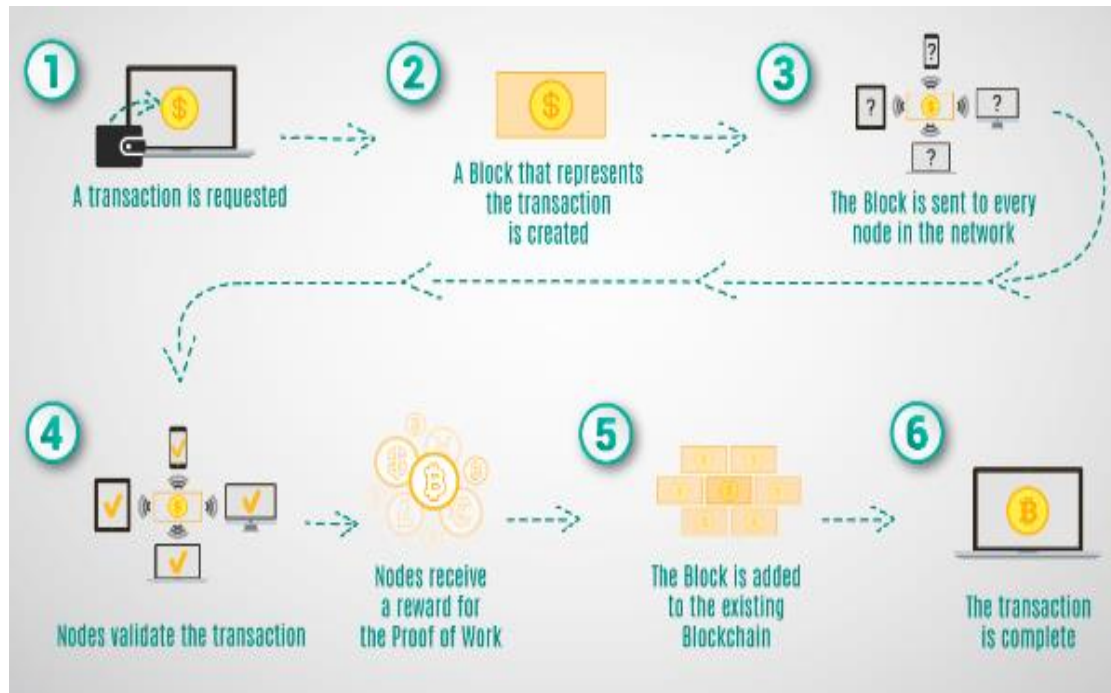 1
A transaction is requested
2
A Block that represents
the transaction
is created
3
The Block is sent to every
node in the network
4
Nodes validate the transaction
Nodes receive
a reward for
the Proof of Work
5
The Block is added
to the existing
Blockchain
6
The transaction
is complete